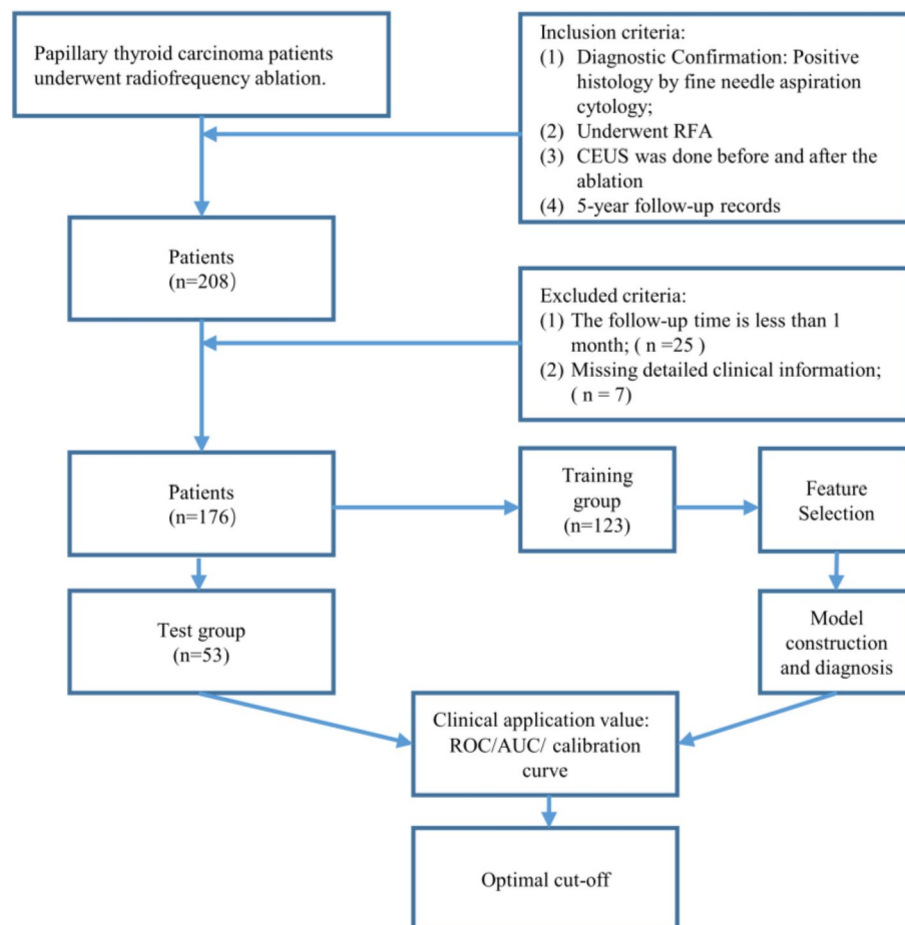 Papillary thyroid carcinoma patients
underwent radiofrequency ablation.
Inclusion criteria:
(1) Diagnostic Confirmation: Positive
histology by fine needle aspiration
cytology;
(2) Underwent RFA
(3) CEUS was done before and after the
ablation
(4) 5-year follow-up records
Patients
(n=208)
Excluded criteria:
(1) The follow-up time is less than 1
month; ( n =25 )
(2) Missing detailed clinical information;
( n = 7)
Patients
(n=176)
Training
group
(n=123)
Feature
Selection
Test group
(n=53)
Model
construction
and diagnosis
Clinical application value:
ROC/AUC/ calibration
curve
Optimal cut-off